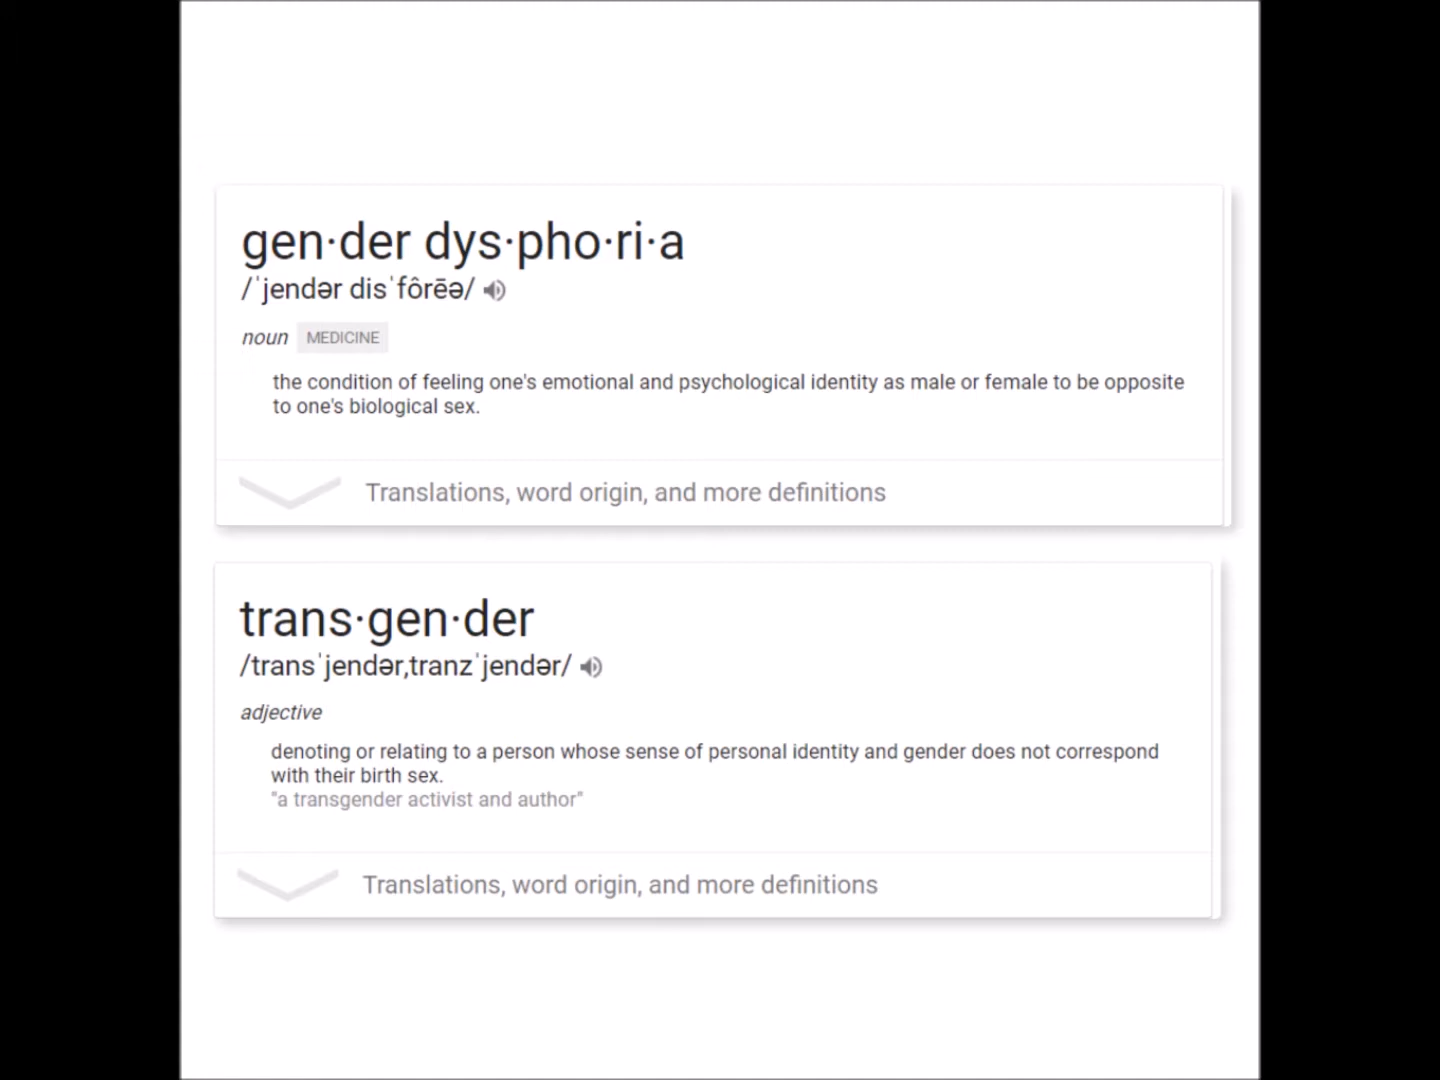 gen·der dys·pho·ri·a
/ˈjendər disˈfôrēə/
noun MEDICINE
the condition of feeling one's emotional and psychological identity as male or female to be opposite
to one's biological sex.
Translations, word origin, and more definitions
trans·gen·der
/transˈjendər,tranzˈjendər/
adjective
denoting or relating to a person whose sense of personal identity and gender does not correspond
with their birth sex.
"a transgender activist and author"
Translations, word origin, and more definitions